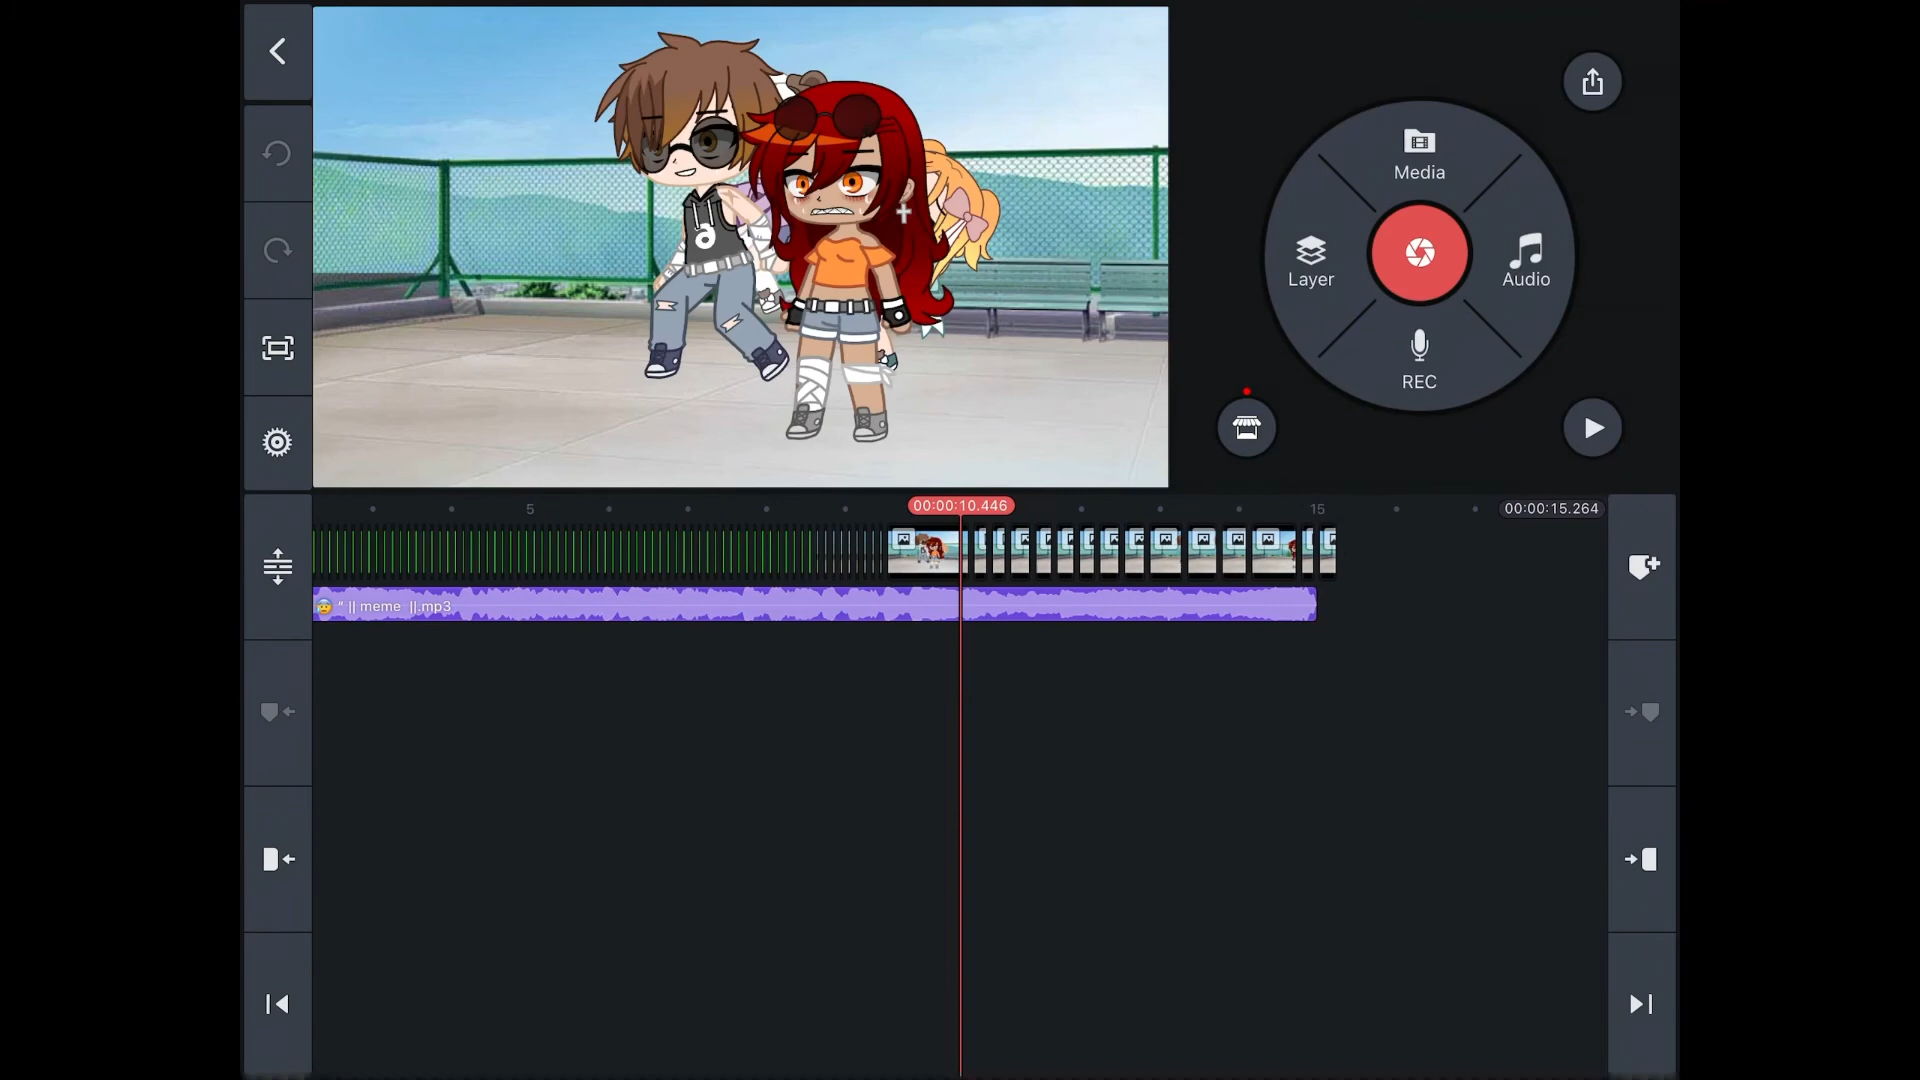 Media
Layer
Audio
REC
00:00:10.446
5
15
00:00:15.264
" || meme ||.mp3